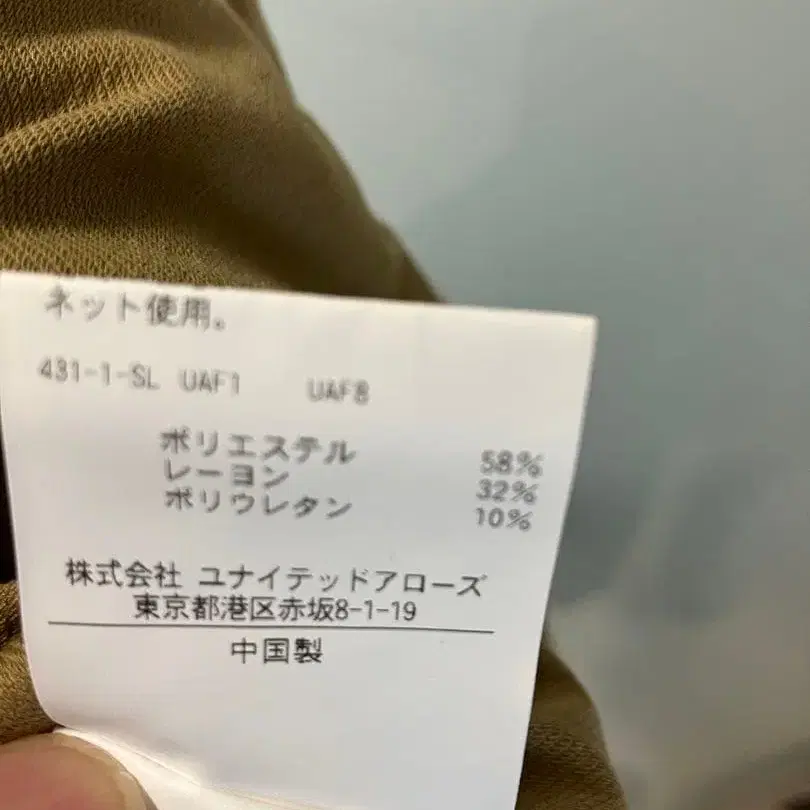 ネット使用。
431-1-SL UAF1 UAF8
ポリエステル 58%
レーヨン 32%
ポリウレタン 10%
株式会社 ユナイテッドアローズ
東京都港区赤坂8-1-19
中国製